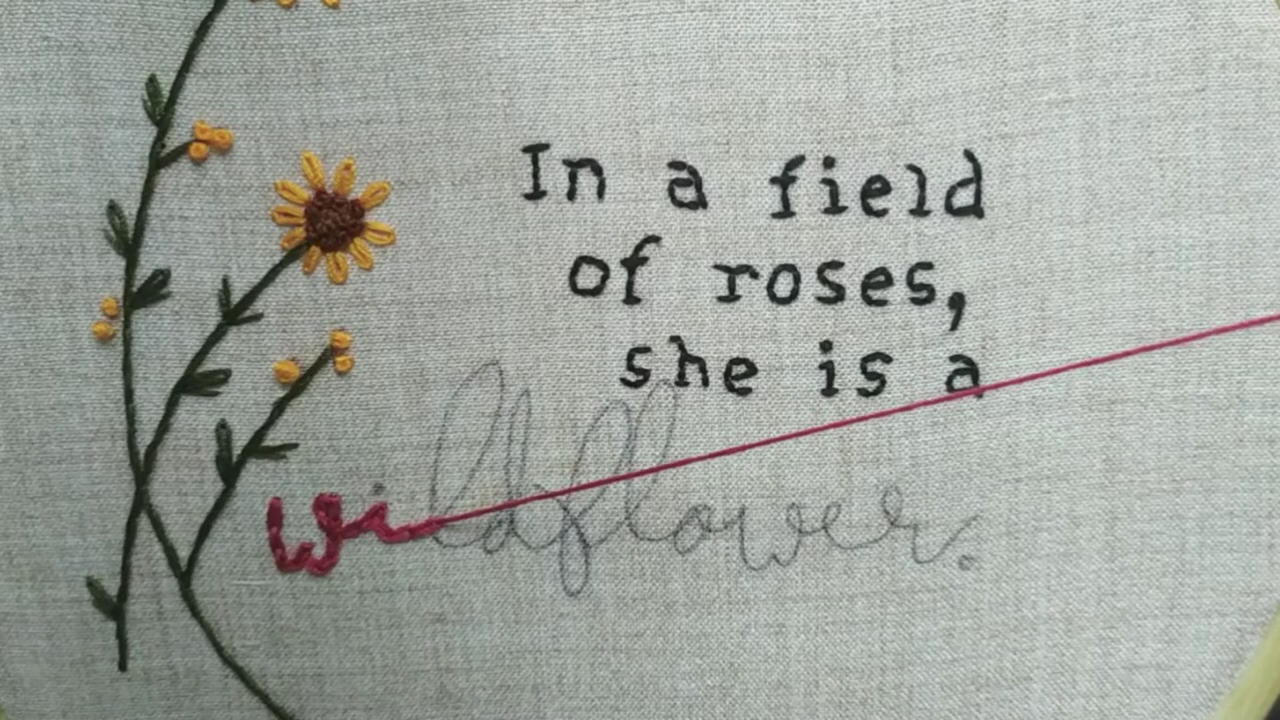 In a field
of roses,
she is a
wildflower.